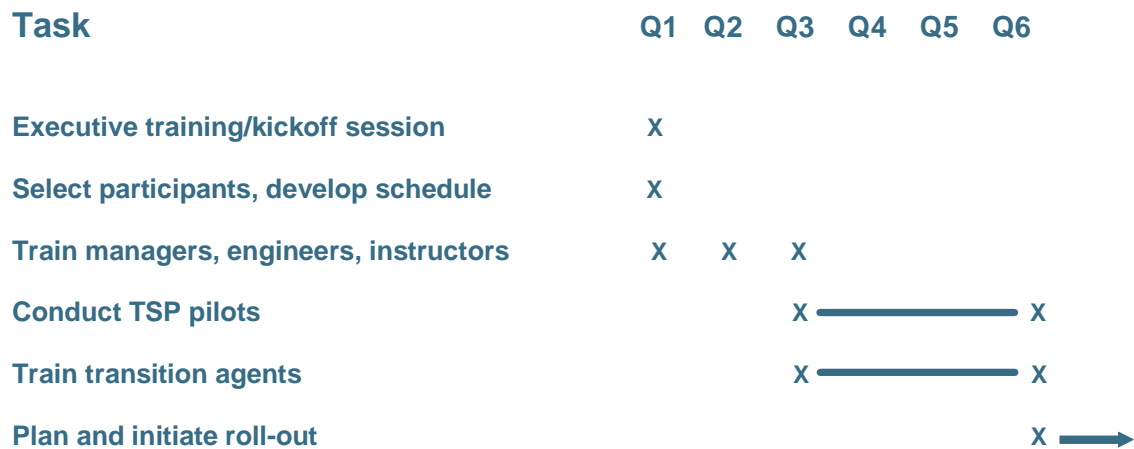 Task Q1 Q2 Q3 Q4 Q5 Q6
Executive training/kickoff session X
Select participants, develop schedule X
Train managers, engineers, instructors X X X
Conduct TSP pilots X X
Train transition agents X X
Plan and initiate roll-out X